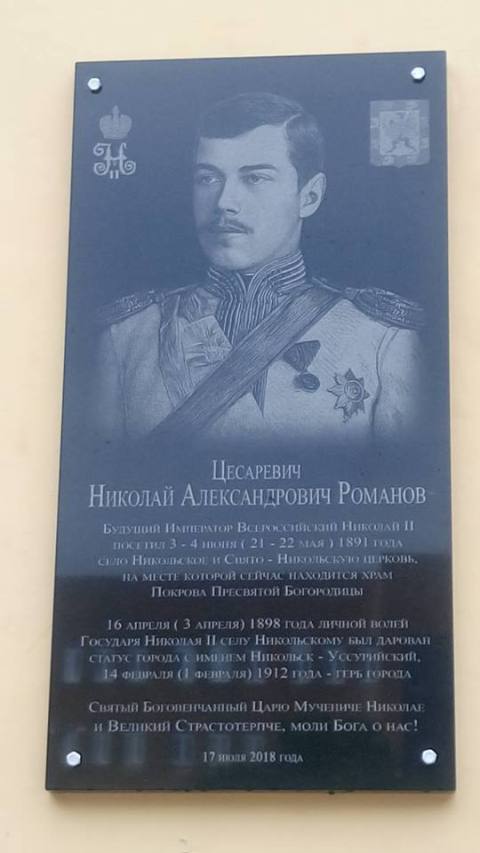 Н
II
Цесаревич
Николай Александрович Романов
Будущий Император Всероссийский Николай II
посетил 3 - 4 июня ( 21 - 22 мая ) 1891 года
село Никольское и Свято - Никольскую церковь,
на месте которой сейчас находится храм
Покрова Пресвятой Богородицы
16 апреля ( 3 апреля) 1898 года личной волей
Государя Николая II селу Никольскому был дарован
статус города с именем Никольск - Уссурийский,
14 февраля (1 февраля) 1912 года - герб города
Святый Боговенчанный Царю Мучениче Николае
и Великий Страстотерпче, моли Бога о нас!
17 июля 2018 года